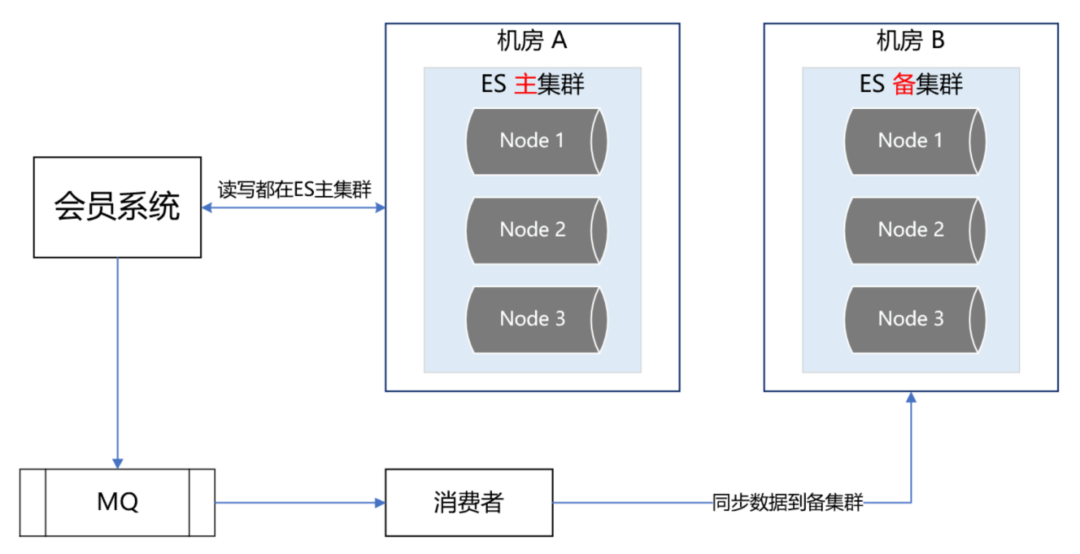 机房 A
ES 主集群
Node 1
Node 2
Node 3
机房 B
ES 备集群
Node 1
Node 2
Node 3
会员系统
读写都在ES主集群
MQ
消费者
同步数据到备集群